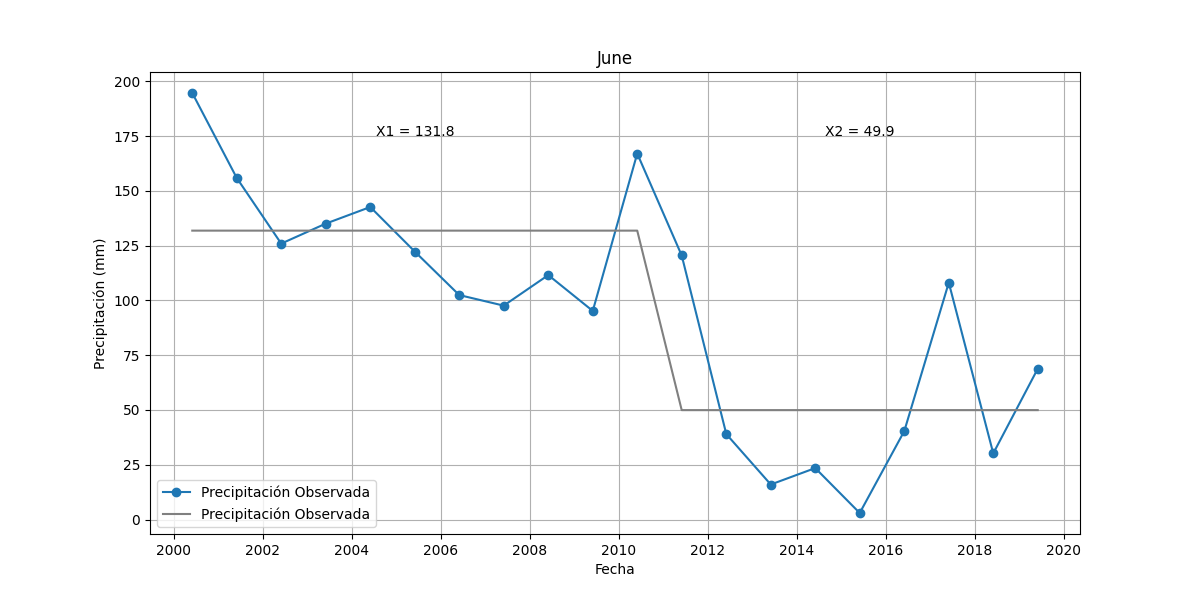 June
X1 = 131.8
X2 = 49.9
Precipitación (mm)
200
175
150
125
100
75
50
25
0
Precipitación Observada
Precipitación Observada
2000 2002 2004 2006 2008 2010 2012 2014 2016 2018 2020
Fecha